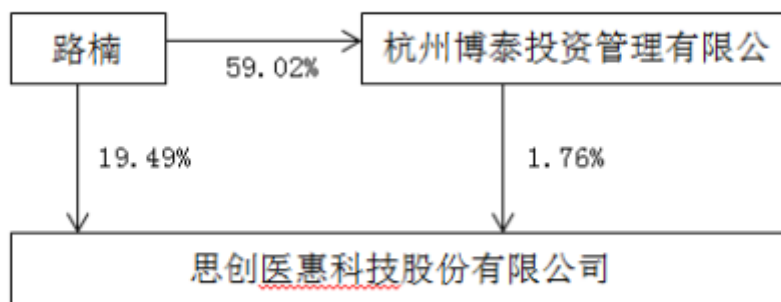 路楠
59.02%
杭州博泰投资管理有限公
19.49%
1.76%
思创医惠科技股份有限公司